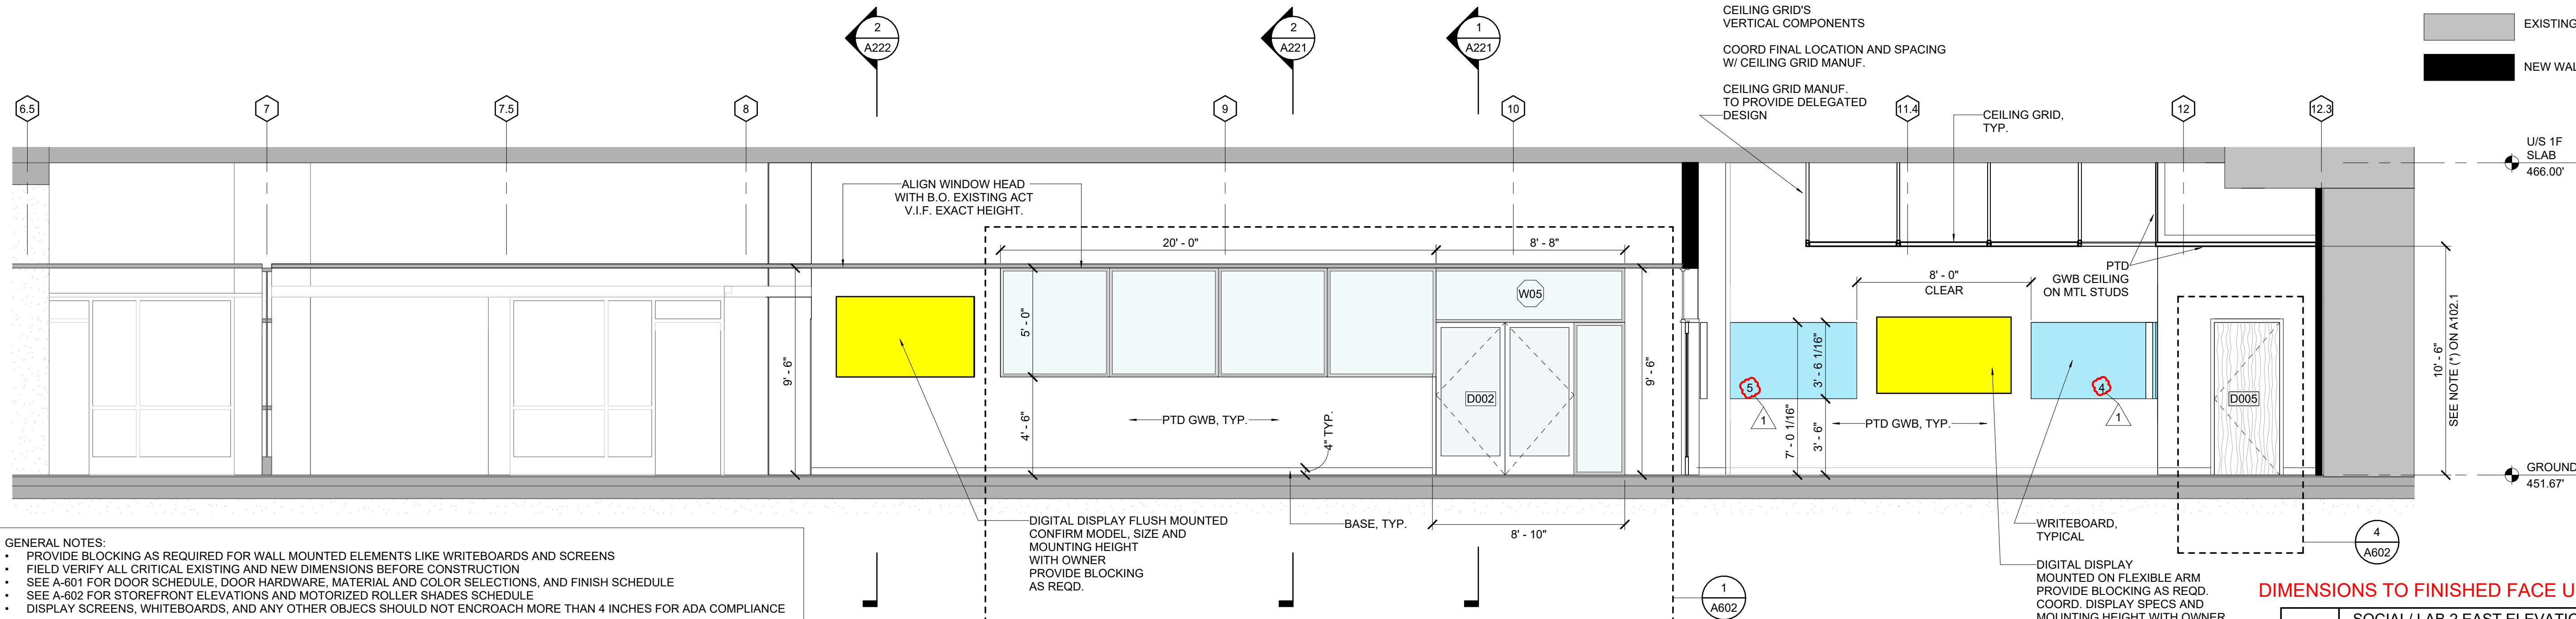 CEILING GRID'S
VERTICAL COMPONENTS
COORD FINAL LOCATION AND SPACING
W/ CEILING GRID MANUF.
CEILING GRID MANUF.
TO PROVIDE DELEGATED
DESIGN
2
A222
2
A221
1
A221
EXISTING
6.5
7
7.5
8
9
10
11.4
12
12.3
CEILING GRID,
TYP.
U/S 1F
SLAB
466.00'
ALIGN WINDOW HEAD
WITH B.O. EXISTING ACT
V.I.F. EXACT HEIGHT.
20' - 0"
8' - 8"
W05
PTD
GWB CEILING
ON MTL STUDS
8' - 0"
CLEAR
9' - 6"
5' - 0"
4' - 6"
PTD GWB, TYP.
4" TYP.
D002
9' - 6"
5
1
7' - 0 1/16"
3' - 6 1/16"
3' - 6"
PTD GWB, TYP.
4
1
D005
10' - 6"
SEE NOTE (*) ON A102.1
GROUND
451.67'
DIGITAL DISPLAY FLUSH MOUNTED
CONFIRM MODEL, SIZE AND
MOUNTING HEIGHT
WITH OWNER
PROVIDE BLOCKING
AS REQD.
BASE, TYP.
8' - 10"
1
A602
WRITEBOARD,
TYPICAL
4
A602
DIGITAL DISPLAY
MOUNTED ON FLEXIBLE ARM
PROVIDE BLOCKING AS REQD.
COORD. DISPLAY SPECS AND
MOUNTING HEIGHT WITH OWNER
GENERAL NOTES:
• PROVIDE BLOCKING AS REQUIRED FOR WALL MOUNTED ELEMENTS LIKE WRITEBOARDS AND SCREENS
• FIELD VERIFY ALL CRITICAL EXISTING AND NEW DIMENSIONS BEFORE CONSTRUCTION
• SEE A-601 FOR DOOR SCHEDULE, DOOR HARDWARE, MATERIAL AND COLOR SELECTIONS, AND FINISH SCHEDULE
• SEE A-602 FOR STOREFRONT ELEVATIONS AND MOTORIZED ROLLER SHADES SCHEDULE
• DISPLAY SCREENS, WHITEBOARDS, AND ANY OTHER OBJECS SHOULD NOT ENCROACH MORE THAN 4 INCHES FOR ADA COMPLIANCE
NEW WAL
DIMENSIONS TO FINISHED FACE U
SOCIAL/ LAB 2 EAST ELEVATIO